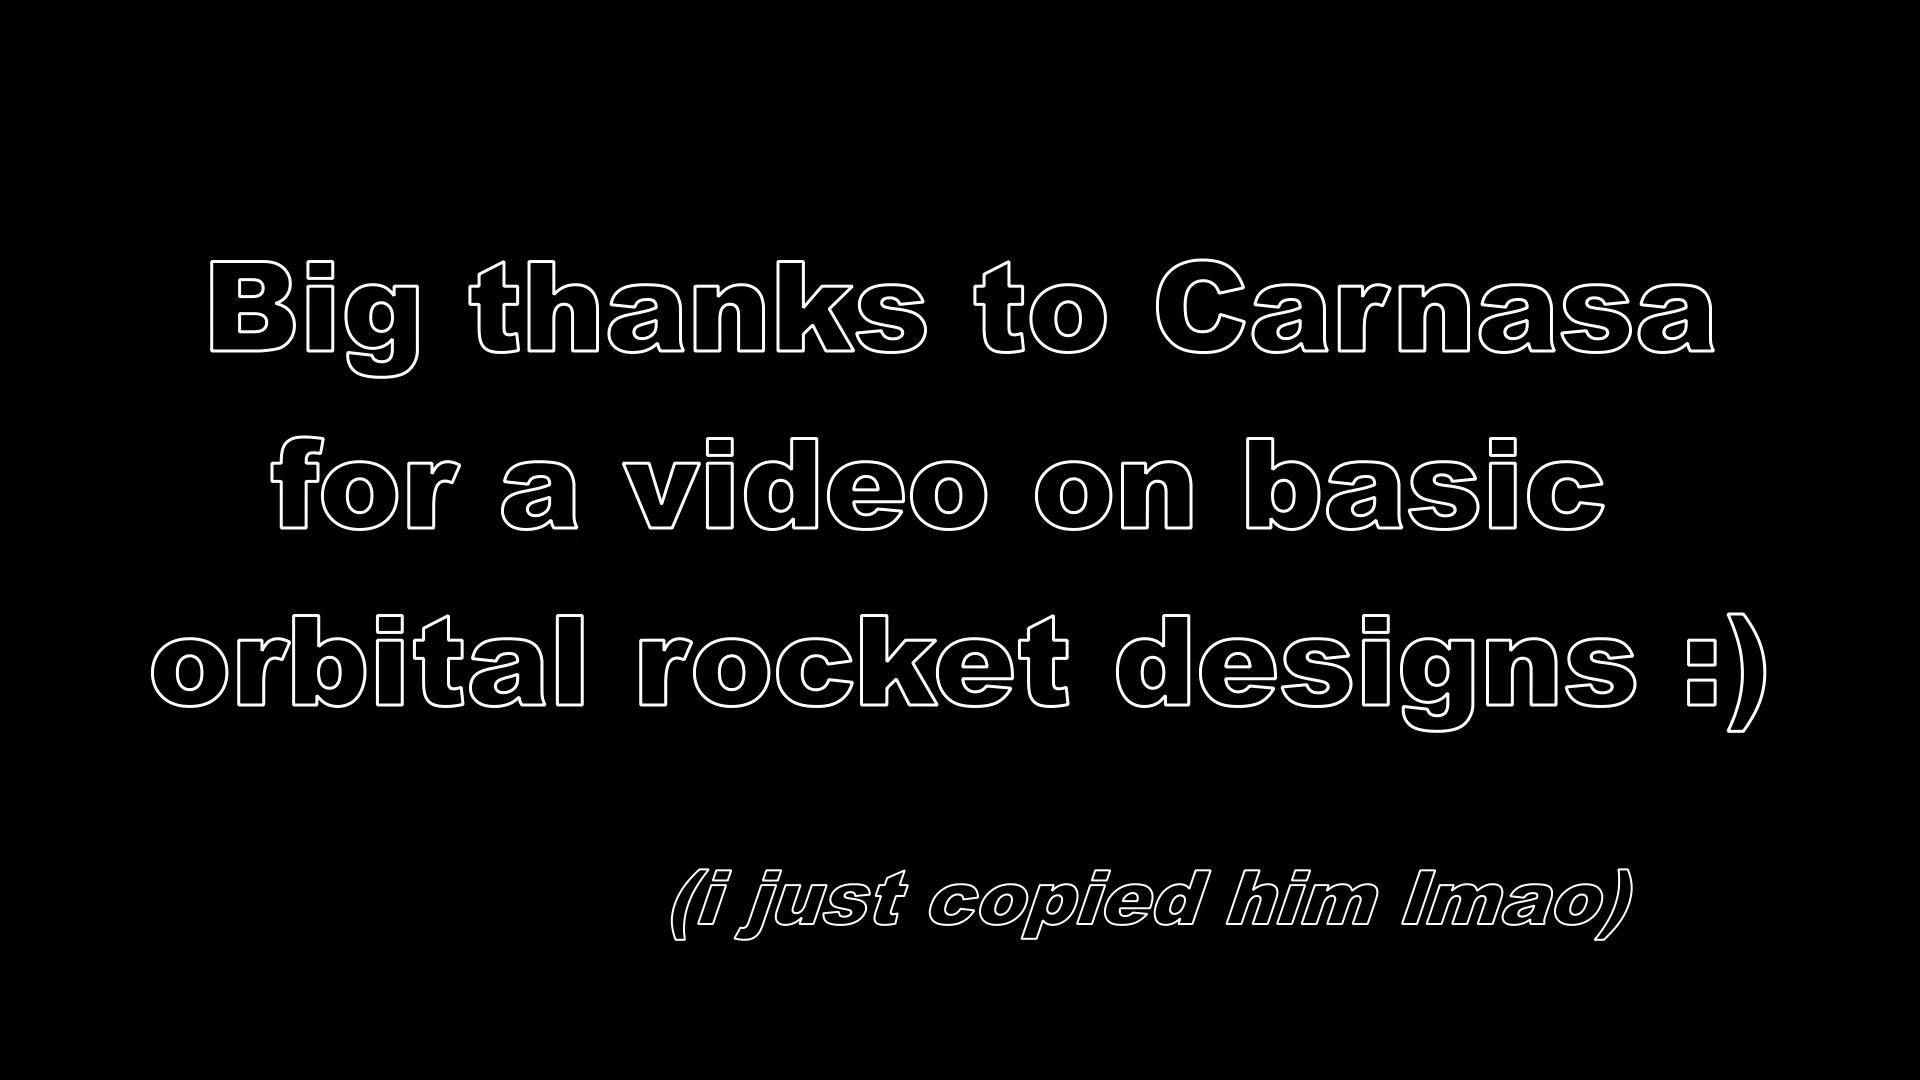 Big thanks to Carnasa
for a video on basic
orbital rocket designs :)
(i just copied him lmao)